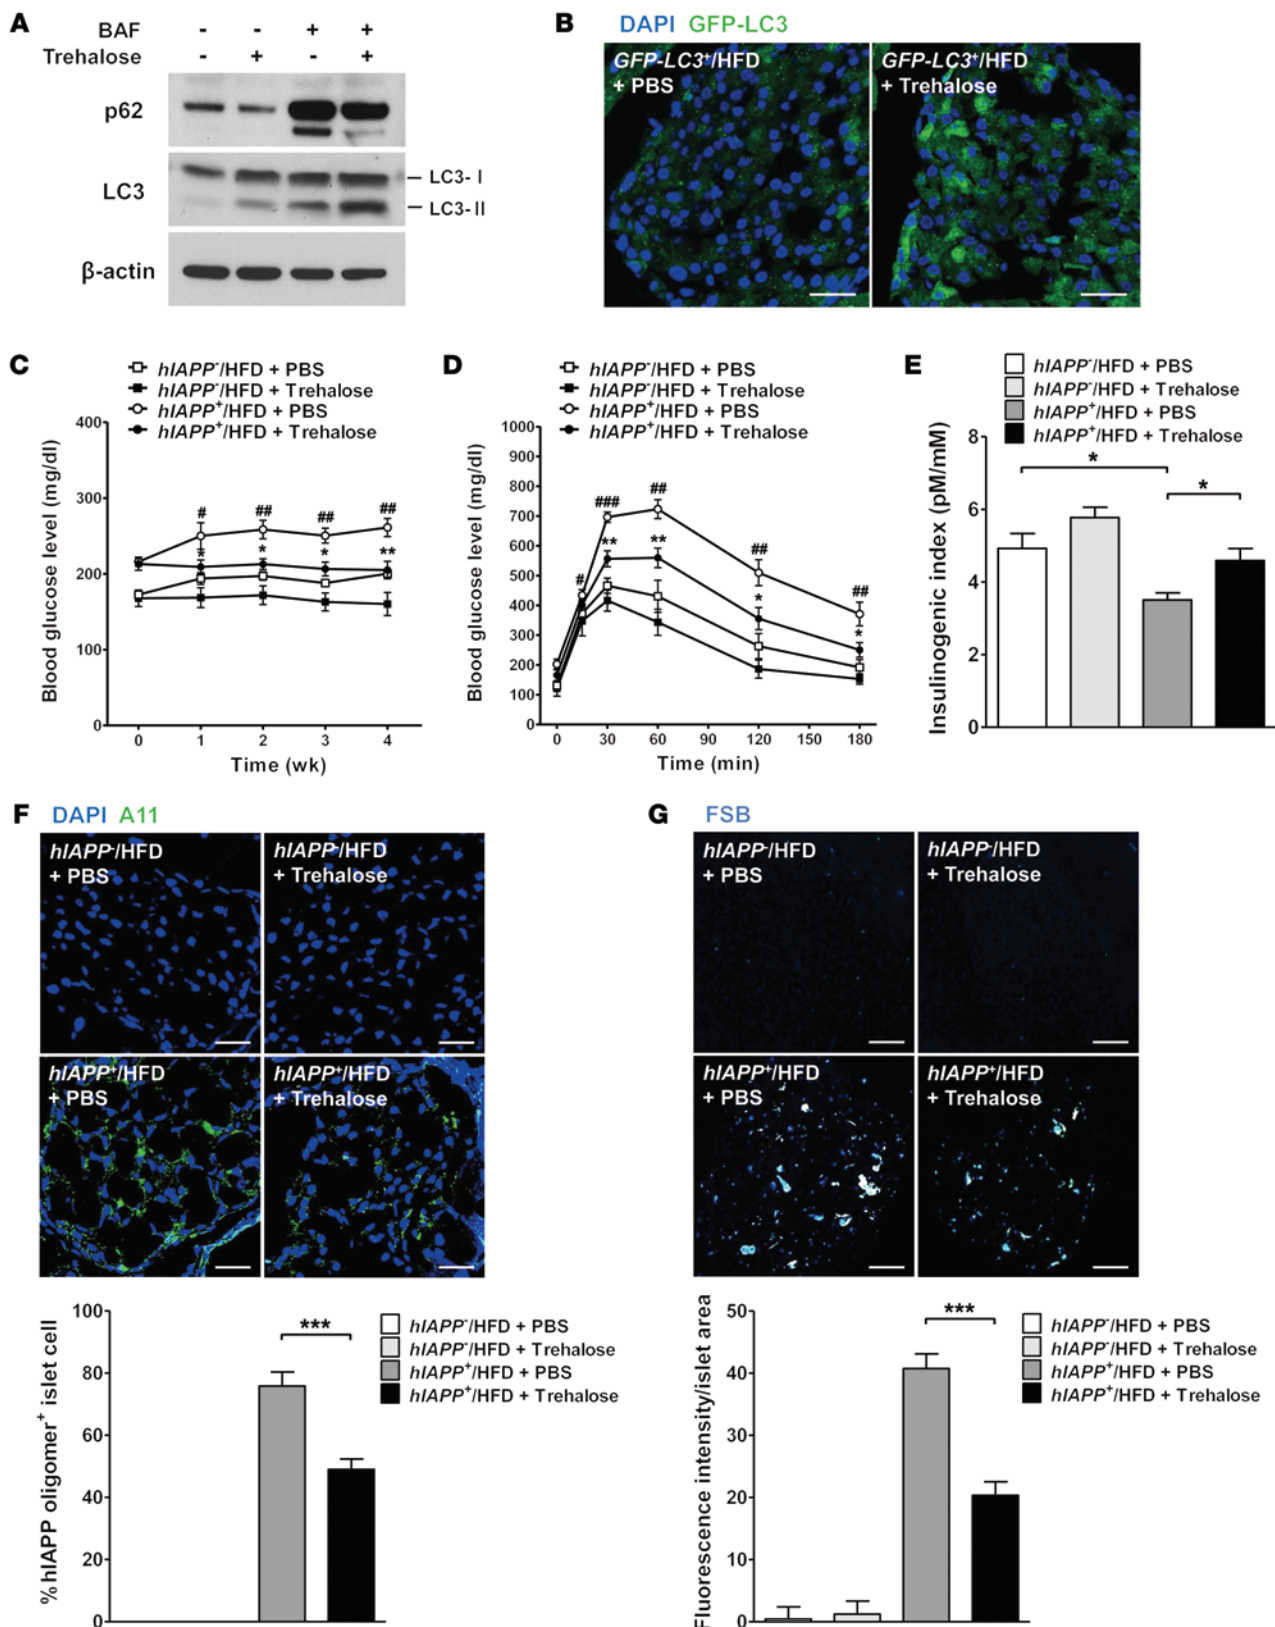 A
BAF - - + +
Trehalose - + - +
p62
LC3
LC3-I
LC3-II
β-actin
B
DAPI GFP-LC3
GFP-LC3⁺/HFD
+ PBS
GFP-LC3⁺/HFD
+ Trehalose
C
hIAPP⁻/HFD + PBS
hIAPP⁻/HFD + Trehalose
hIAPP⁺/HFD + PBS
hIAPP⁺/HFD + Trehalose
Blood glucose level (mg/dl)
400
300
200
100
0
# ## ## ##
* * * **
0 1 2 3 4
Time (wk)
D
hIAPP⁻/HFD + PBS
hIAPP⁻/HFD + Trehalose
hIAPP⁺/HFD + PBS
hIAPP⁺/HFD + Trehalose
Blood glucose level (mg/dl)
1000
900
800
700
600
500
400
300
200
100
0
# ### ## ## ##
** ** * *
0 30 60 90 120 150 180
Time (min)
E
hIAPP⁻/HFD + PBS
hIAPP⁻/HFD + Trehalose
hIAPP⁺/HFD + PBS
hIAPP⁺/HFD + Trehalose
Insulinogenic index (pM/mM)
8
6
4
2
0
*
*
F
DAPI A11
hIAPP⁻/HFD
+ PBS
hIAPP⁻/HFD
+ Trehalose
hIAPP⁺/HFD
+ PBS
hIAPP⁺/HFD
+ Trehalose
% hIAPP oligomer⁺ islet cell
100
80
60
40
20
0
***
hIAPP⁻/HFD + PBS
hIAPP⁻/HFD + Trehalose
hIAPP⁺/HFD + PBS
hIAPP⁺/HFD + Trehalose
G
FSB
hIAPP⁻/HFD
+ PBS
hIAPP⁻/HFD
+ Trehalose
hIAPP⁺/HFD
+ PBS
hIAPP⁺/HFD
+ Trehalose
Fluorescence intensity/islet area
50
40
30
20
10
0
***
hIAPP⁻/HFD + PBS
hIAPP⁻/HFD + Trehalose
hIAPP⁺/HFD + PBS
hIAPP⁺/HFD + Trehalose